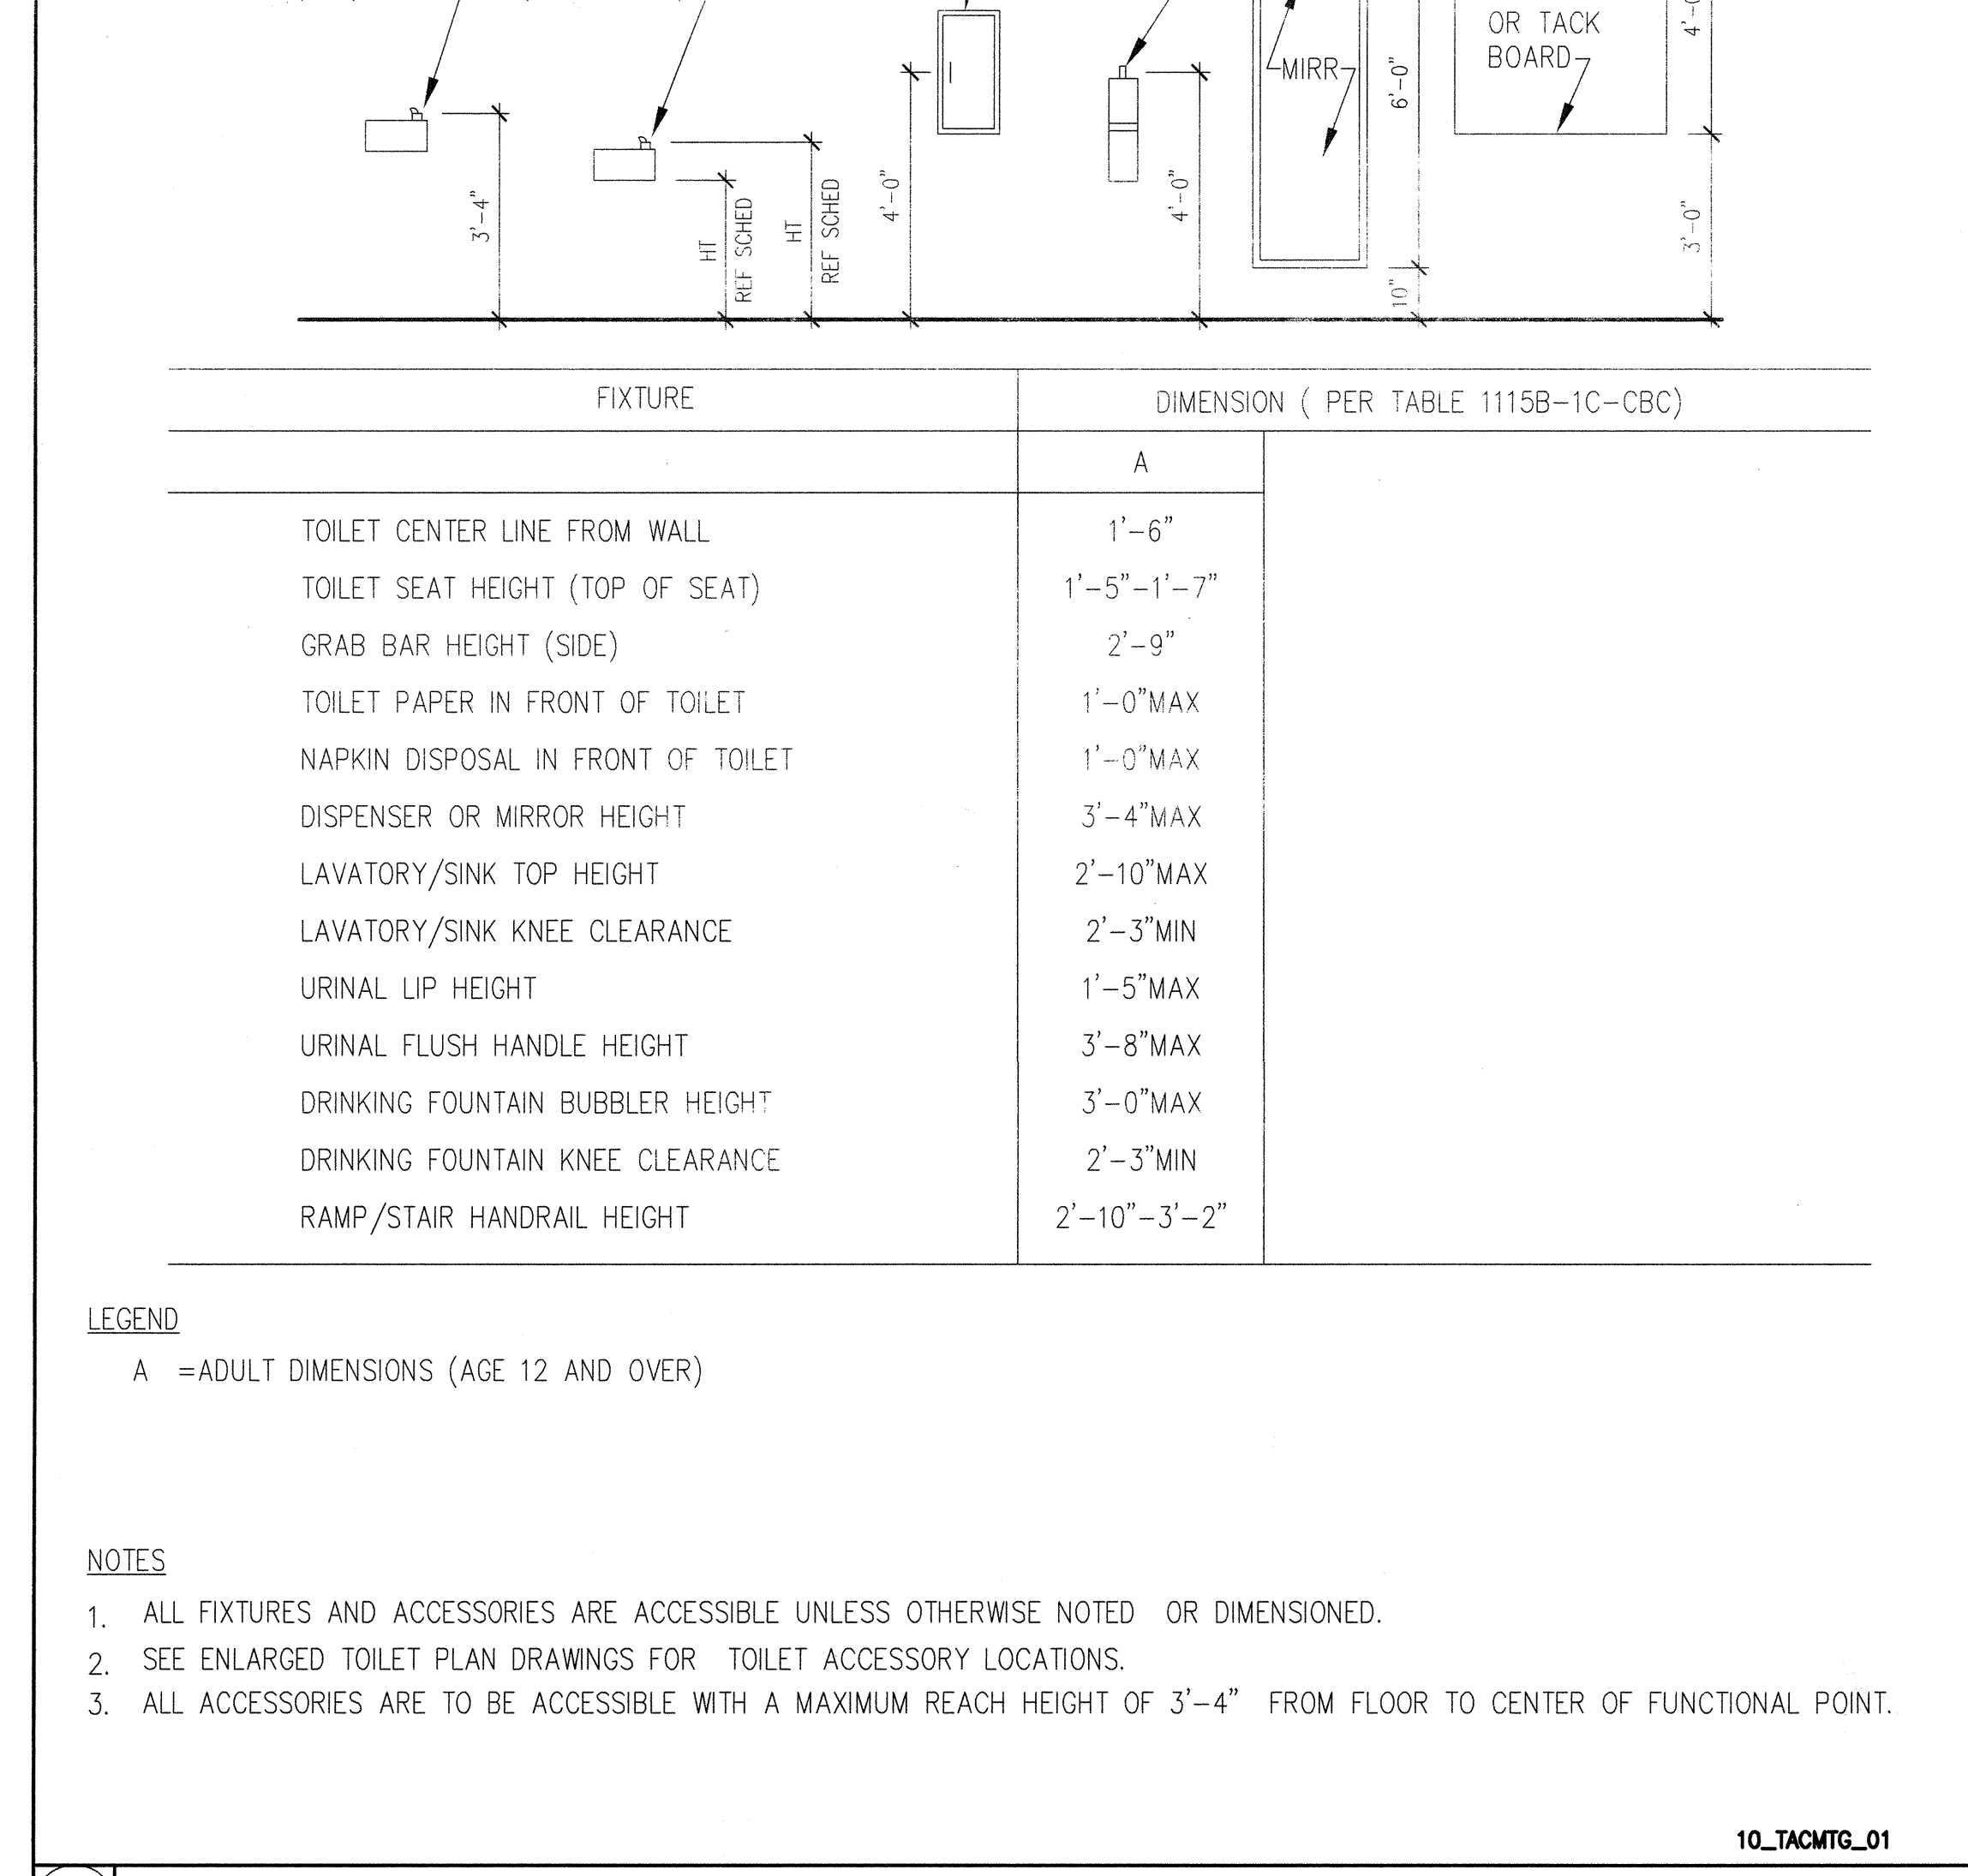 OR TACK
BOARD
4'-0
MIRR
6'-0"
3'-4"
HT
REF SCHED
HT
REF SCHED
4'-0"
4'-0"
10"
3'-0"
FIXTURE
DIMENSION ( PER TABLE 1115B-1C-CBC)
A
TOILET CENTER LINE FROM WALL 1'-6"
TOILET SEAT HEIGHT (TOP OF SEAT) 1'-5"-1'-7"
GRAB BAR HEIGHT (SIDE) 2'-9"
TOILET PAPER IN FRONT OF TOILET 1'-0"MAX
NAPKIN DISPOSAL IN FRONT OF TOILET 1'-0"MAX
DISPENSER OR MIRROR HEIGHT 3'-4"MAX
LAVATORY/SINK TOP HEIGHT 2'-10"MAX
LAVATORY/SINK KNEE CLEARANCE 2'-3"MIN
URINAL LIP HEIGHT 1'-5"MAX
URINAL FLUSH HANDLE HEIGHT 3'-8"MAX
DRINKING FOUNTAIN BUBBLER HEIGHT 3'-0"MAX
DRINKING FOUNTAIN KNEE CLEARANCE 2'-3"MIN
RAMP/STAIR HANDRAIL HEIGHT 2'-10"-3'-2"
LEGEND
A =ADULT DIMENSIONS (AGE 12 AND OVER)
NOTES
1. ALL FIXTURES AND ACCESSORIES ARE ACCESSIBLE UNLESS OTHERWISE NOTED OR DIMENSIONED.
2. SEE ENLARGED TOILET PLAN DRAWINGS FOR TOILET ACCESSORY LOCATIONS.
3. ALL ACCESSORIES ARE TO BE ACCESSIBLE WITH A MAXIMUM REACH HEIGHT OF 3'-4" FROM FLOOR TO CENTER OF FUNCTIONAL POINT.
10_TACMTG_01